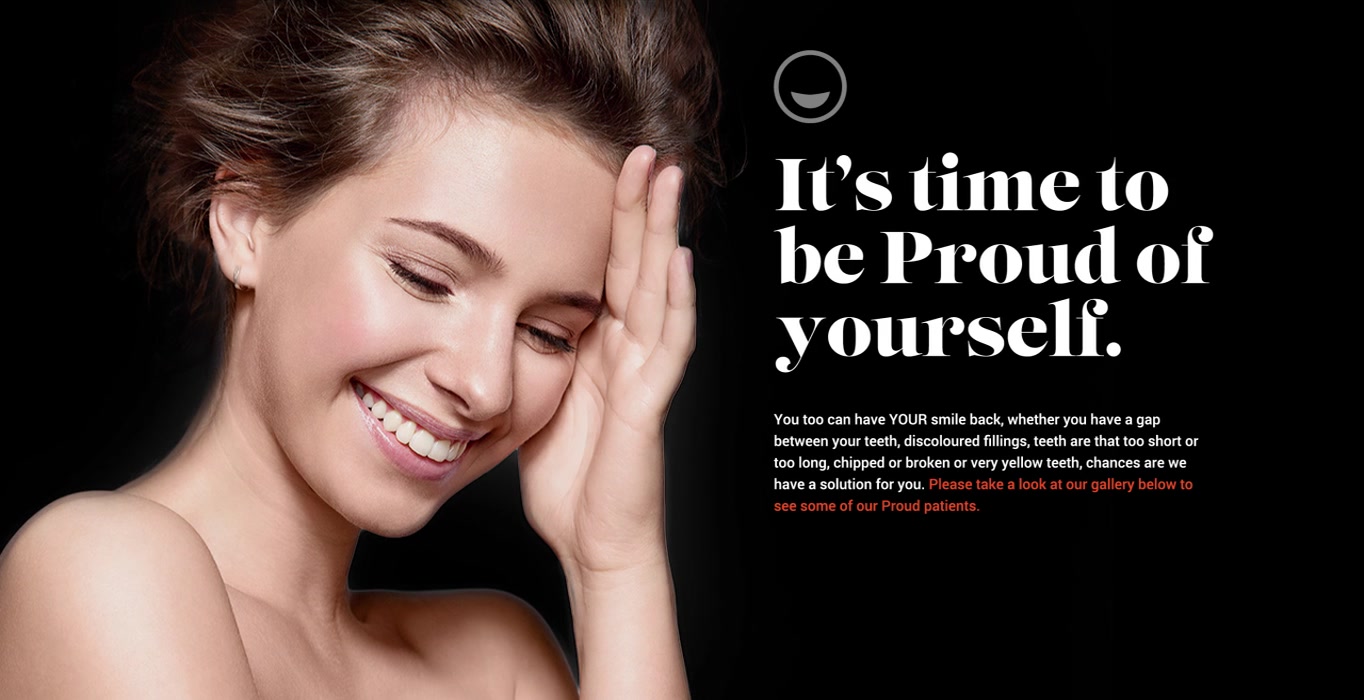 It's time to
be Proud of
yourself.
You too can have YOUR smile back, whether you have a gap
between your teeth, discoloured fillings, teeth are that too short or
too long, chipped or broken or very yellow teeth, chances are we
have a solution for you. Please take a look at our gallery below to
see some of our Proud patients.